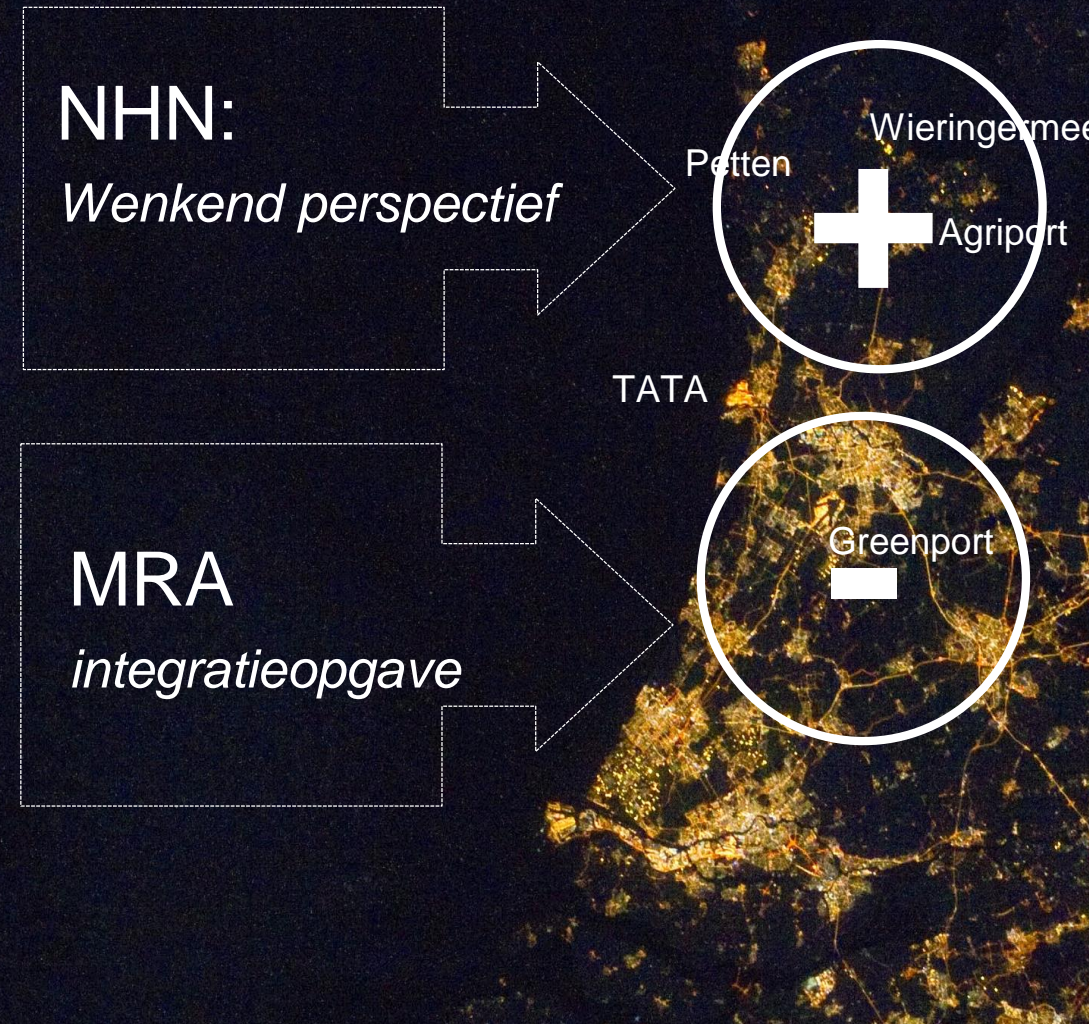 NHN:
Wenkend perspectief
Wieringermee
Petten
Agriport
TATA
MRA
integratieopgave
Greenport